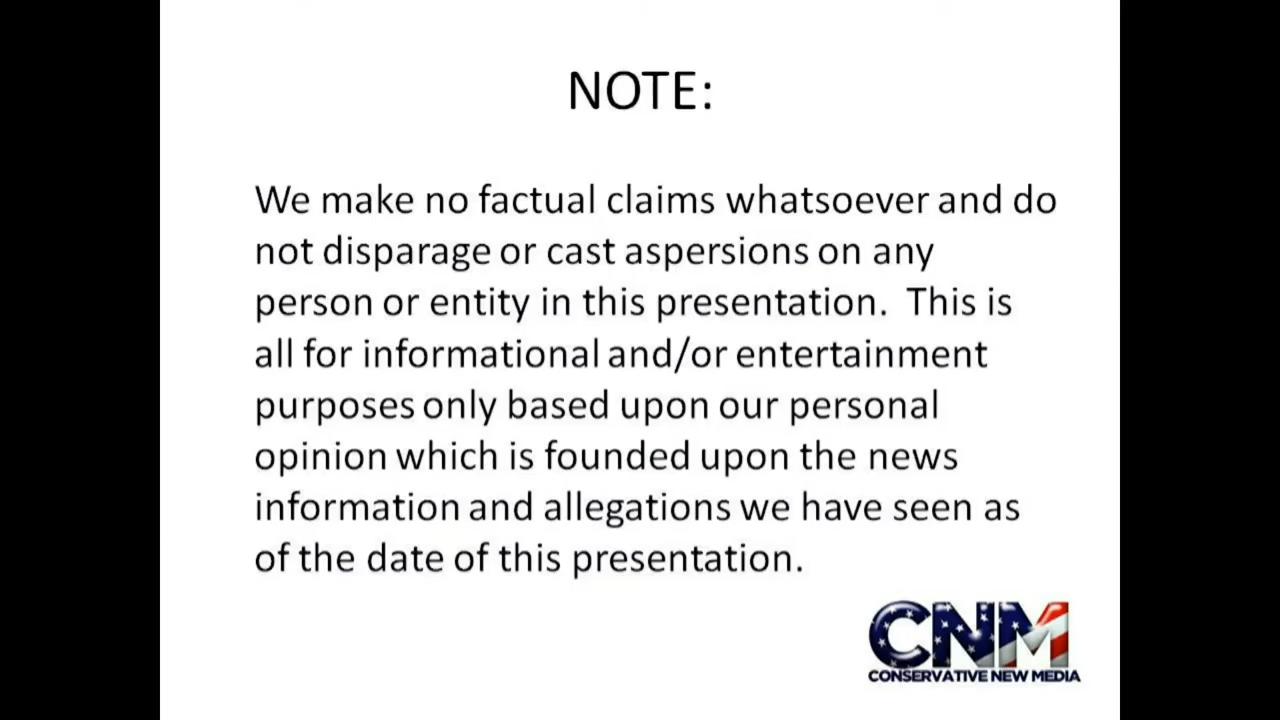 NOTE:
We make no factual claims whatsoever and do
not disparage or cast aspersions on any
person or entity in this presentation.  This is
all for informational and/or entertainment
purposes only based upon our personal
opinion which is founded upon the news
information and allegations we have seen as
of the date of this presentation.
CNM
CONSERVATIVE NEW MEDIA